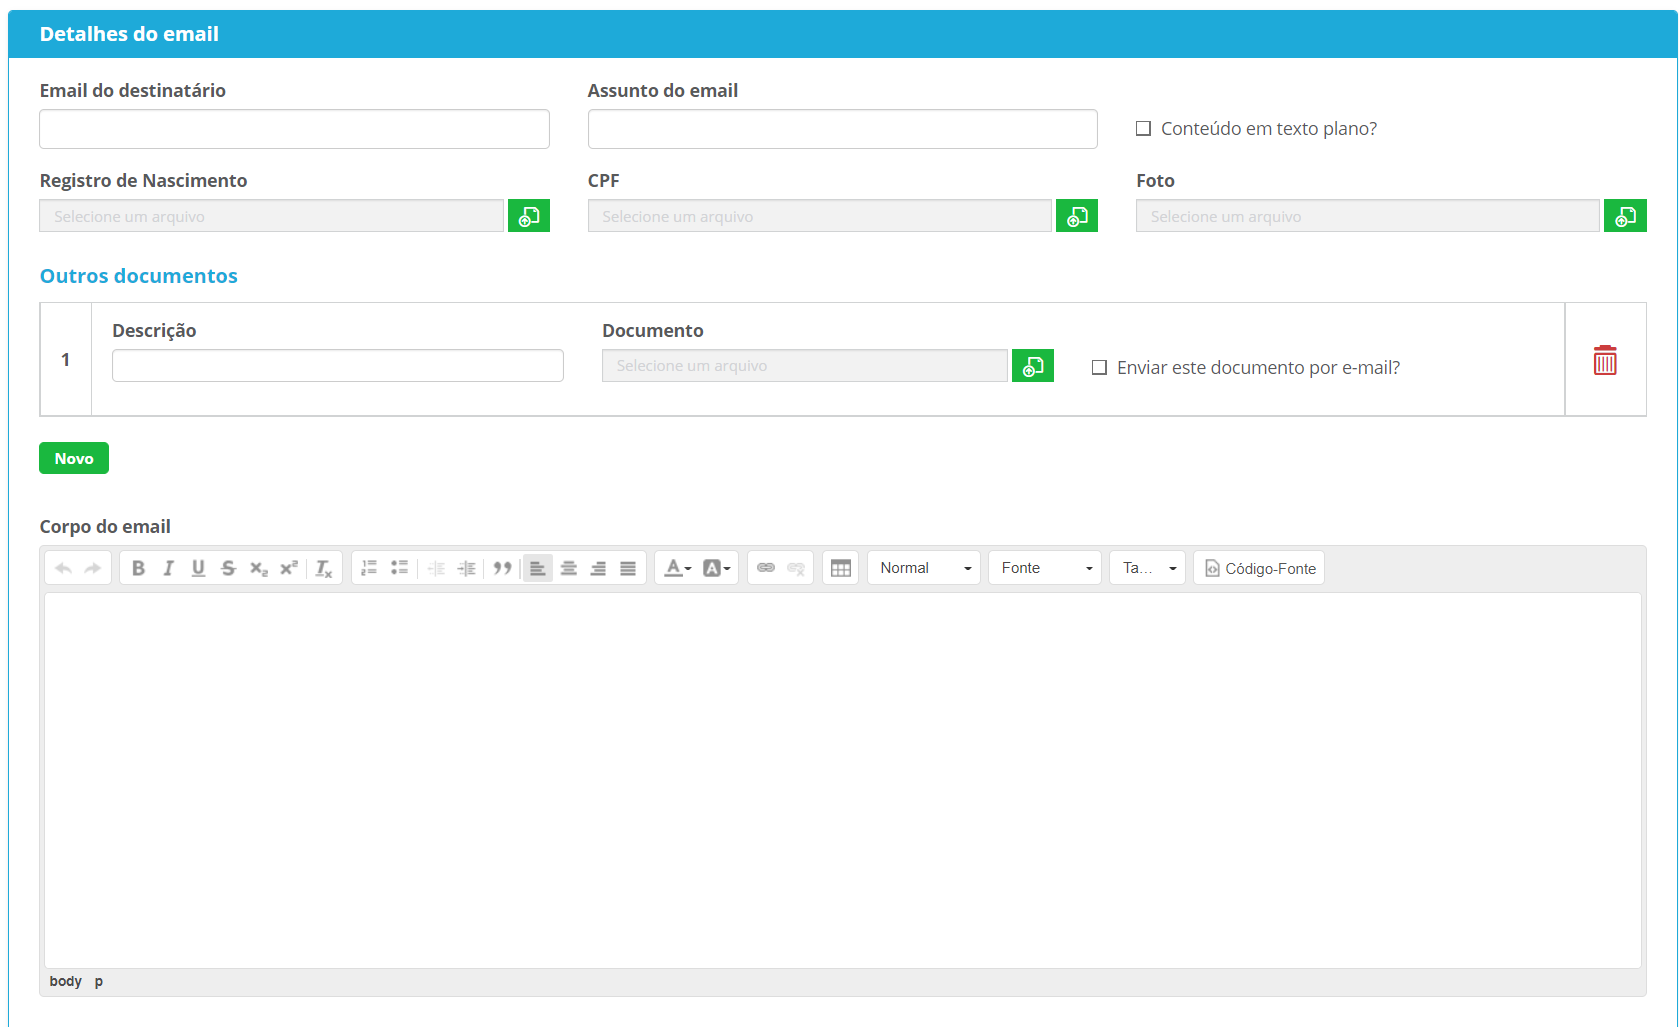 Detalhes do email
Email do destinatário
Assunto do email
Conteúdo em texto plano?
Registro de Nascimento
CPF
Foto
Selecione um arquivo
Selecione um arquivo
Selecione um arquivo
Outros documentos
1
Descrição
Documento
Selecione um arquivo
Enviar este documento por e-mail?
Novo
Corpo do email
Normal
Fonte
Ta...
Código-Fonte
body p